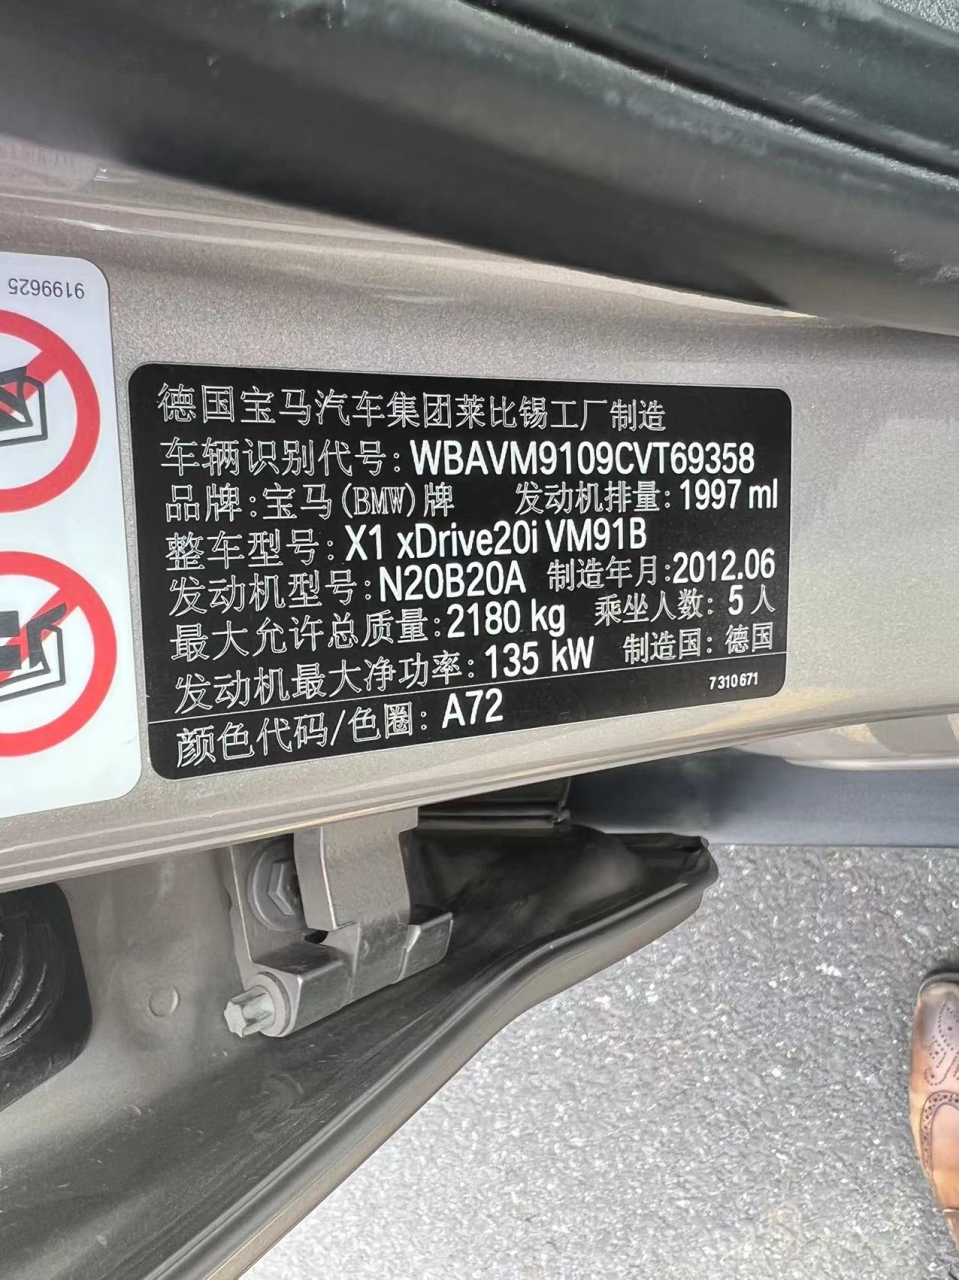 9199625
德国宝马汽车集团莱比锡工厂制造
车辆识别代号: WBAVM9109CVT69358
品牌:宝马(BMW)牌 发动机排量: 1997 ml
整车型号: X1 xDrive20i VM91B
发动机型号: N20B20A 制造年月:2012.06
最大允许总质量: 2180 kg 乘坐人数: 5人
发动机最大净功率: 135 kW 制造国: 德国
7310671
颜色代码/色圈: A72